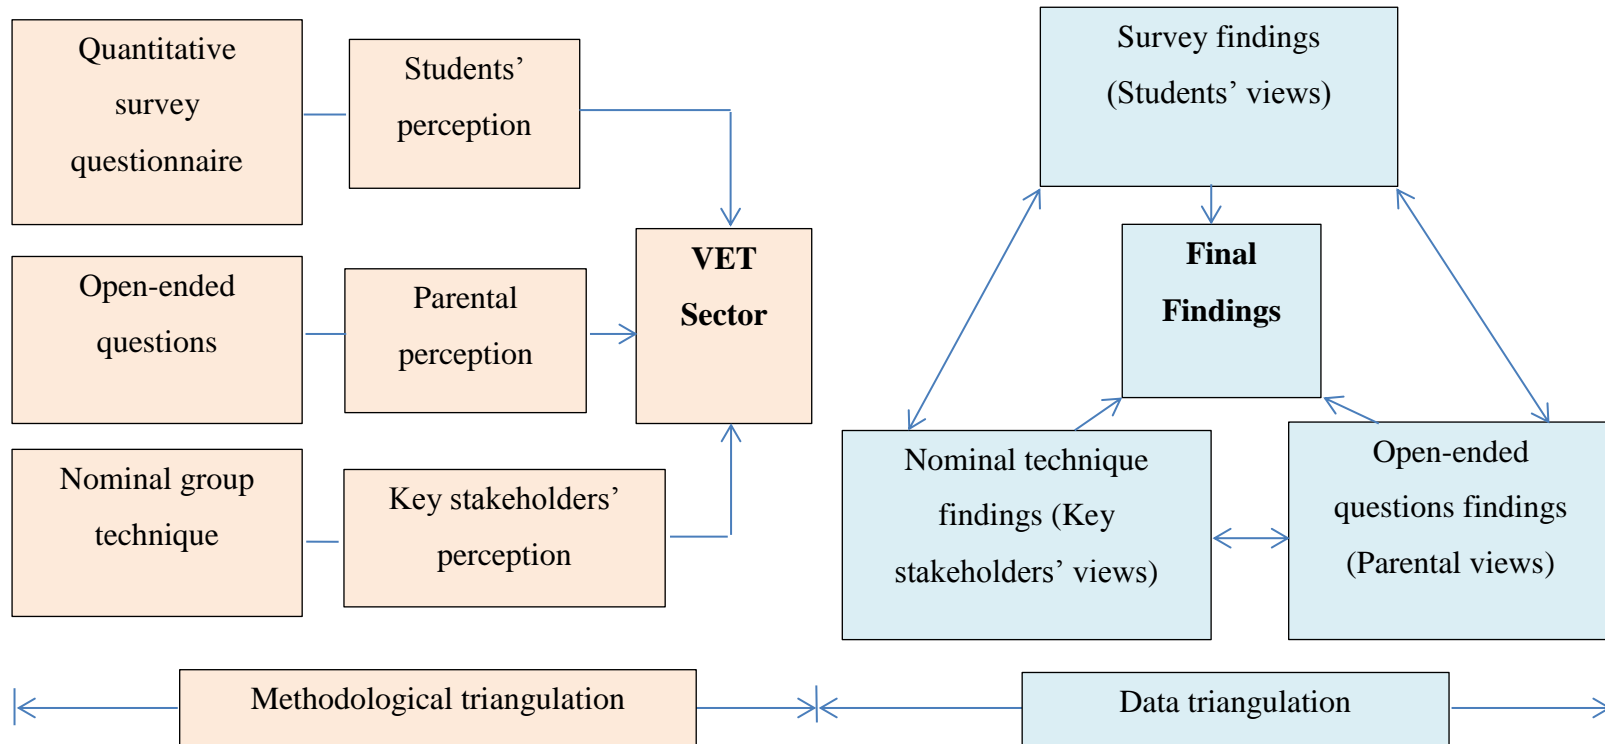 Quantitative
survey
questionnaire
Students’
perception
Open-ended
questions
Parental
perception
VET
Sector
Nominal group
technique
Key stakeholders’
perception
Methodological triangulation
Survey findings
(Students’ views)
Final
Findings
Nominal technique
findings (Key
stakeholders’ views)
Open-ended
questions findings
(Parental views)
Data triangulation